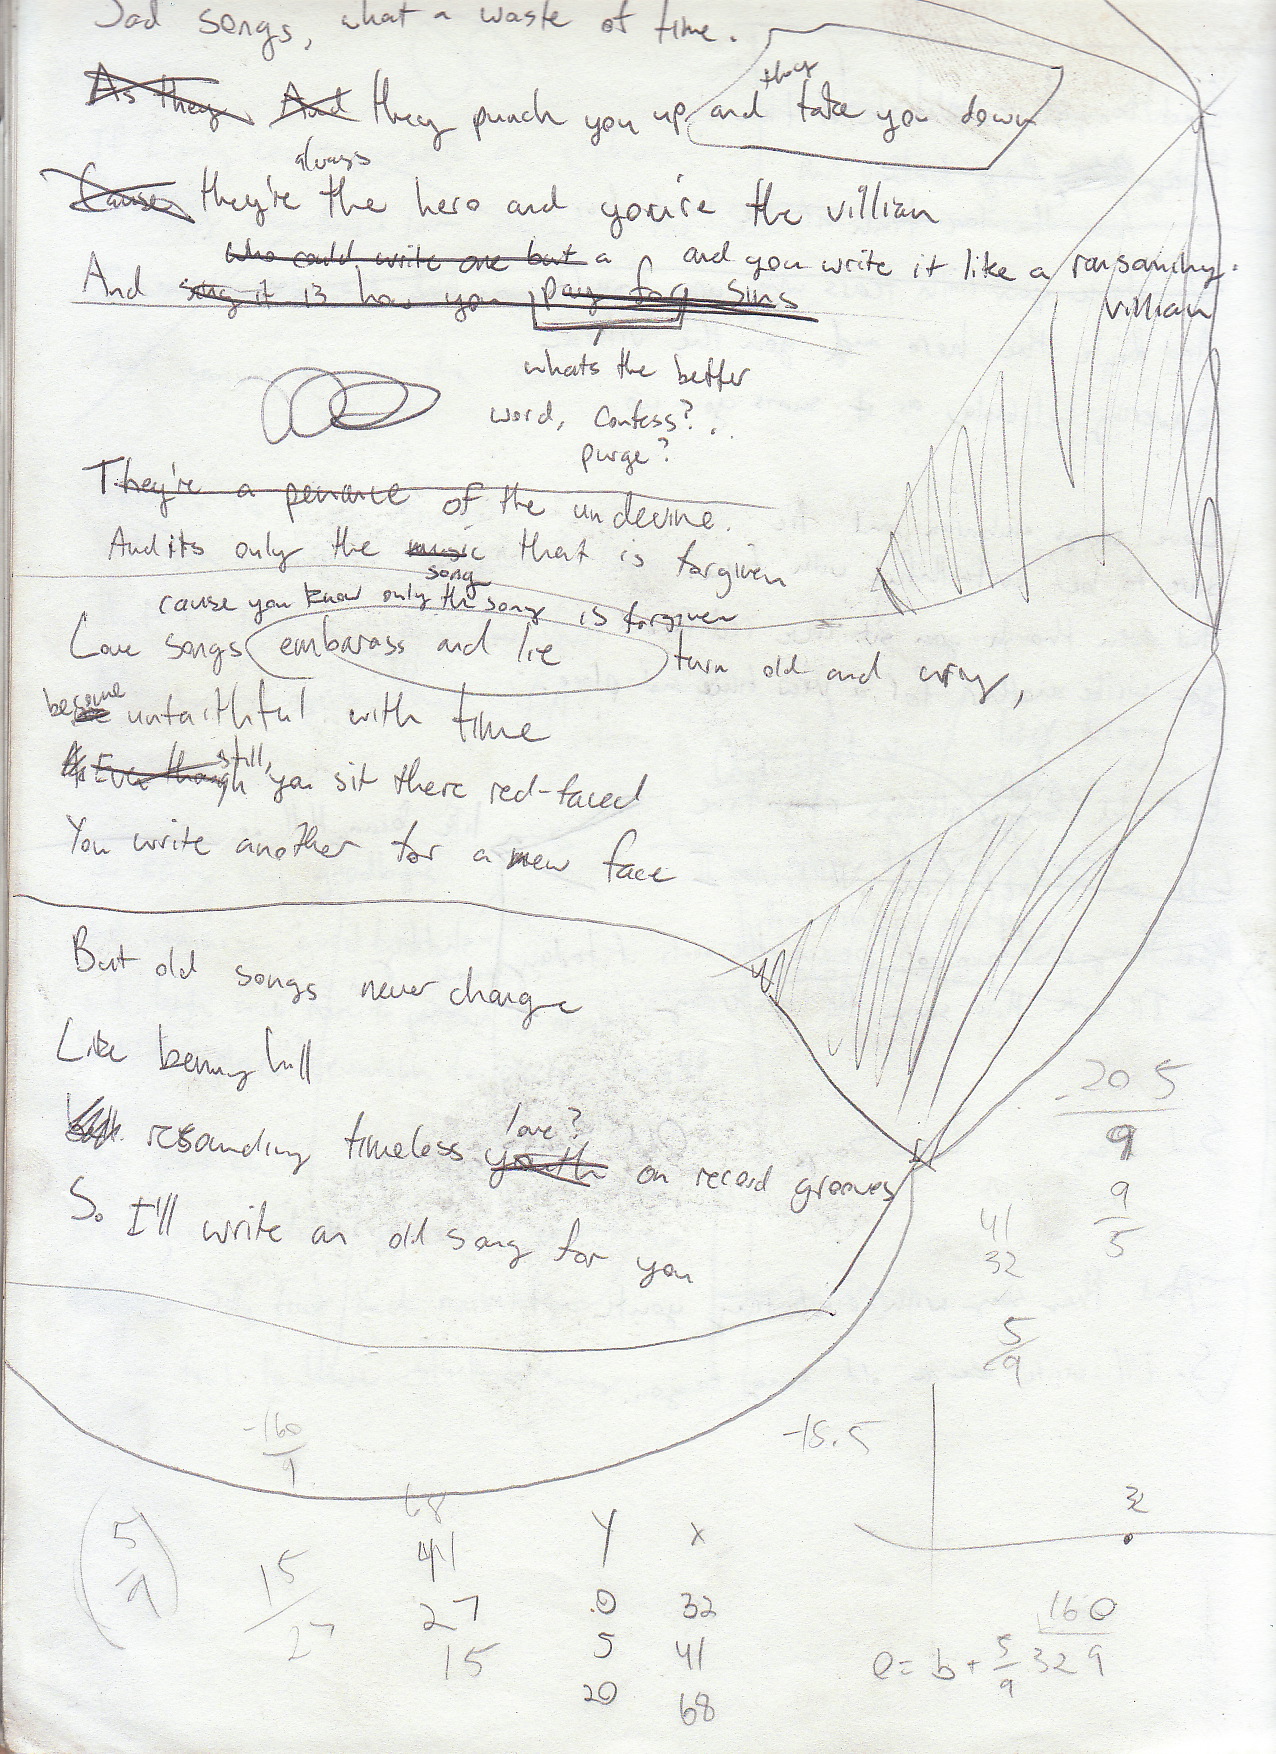 Sad songs, what a waste of time.
they
As they And they punch you up and take you down
always
Cause they're the hero and you're the villian
who could write one but a and you write it like a
And sing it is how you pay for sins villian
whats the better
word, confess?
purge?
They're a penance of the undevine.
And its only the music that is forgiven
song
cause you know only the song is forgiven
Love songs embarass and lie turn old and wry,
become
be unfaithful with time
still,
As Even though you sit there red-faced
You write another for a new face
But old songs never change
Like benny hill
resounding timeless youth on record grooves
love?
So I'll write an old song for you
20 5
9
9
5
41
32
5
9
-160
9
-15.5
32
5
9
15
27
68
41
27
15
y x
0 32
5 41
20 68
160
0 = b + 5/9 32 9